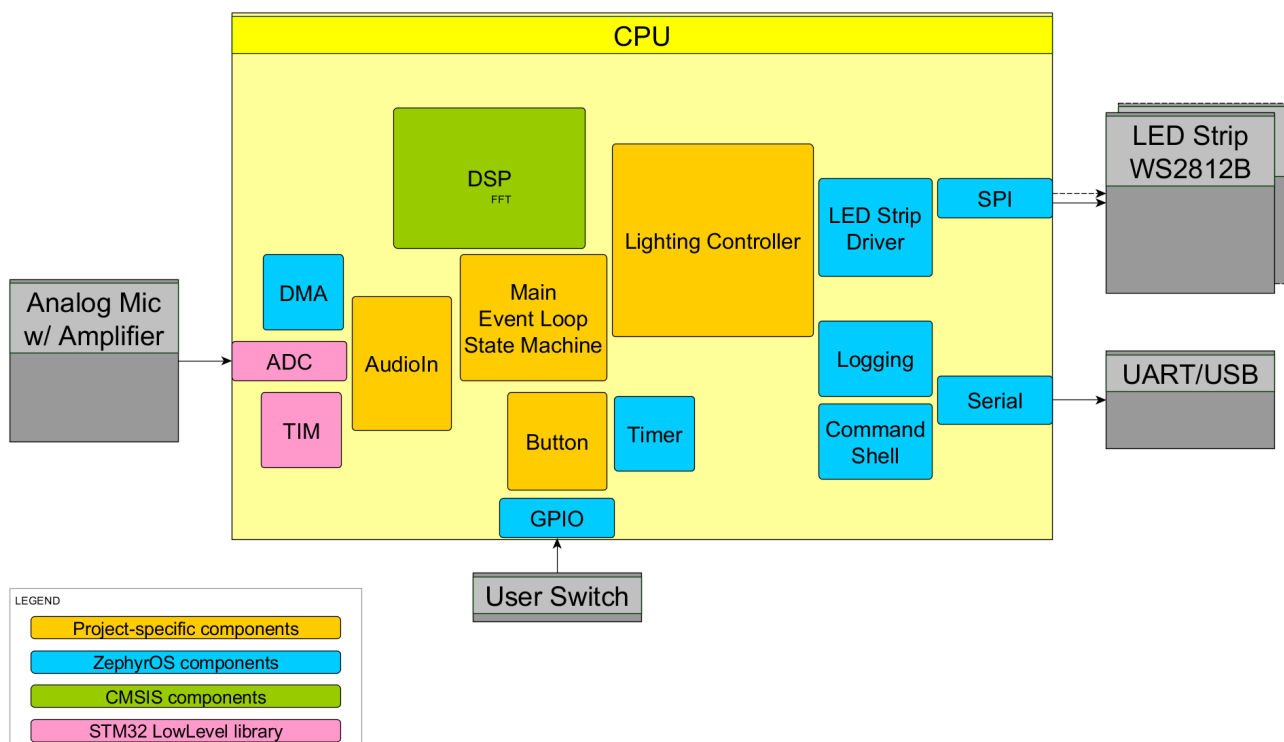 CPU
DSP
FFT
Lighting Controller
LED Strip
Driver
SPI
LED Strip
WS2812B
Analog Mic
w/ Amplifier
DMA
ADC
TIM
AudioIn
Main
Event Loop
State Machine
Button
Timer
GPIO
Logging
Command
Shell
Serial
UART/USB
User Switch
LEGEND
Project-specific components
ZephyrOS components
CMSIS components
STM32 LowLevel library